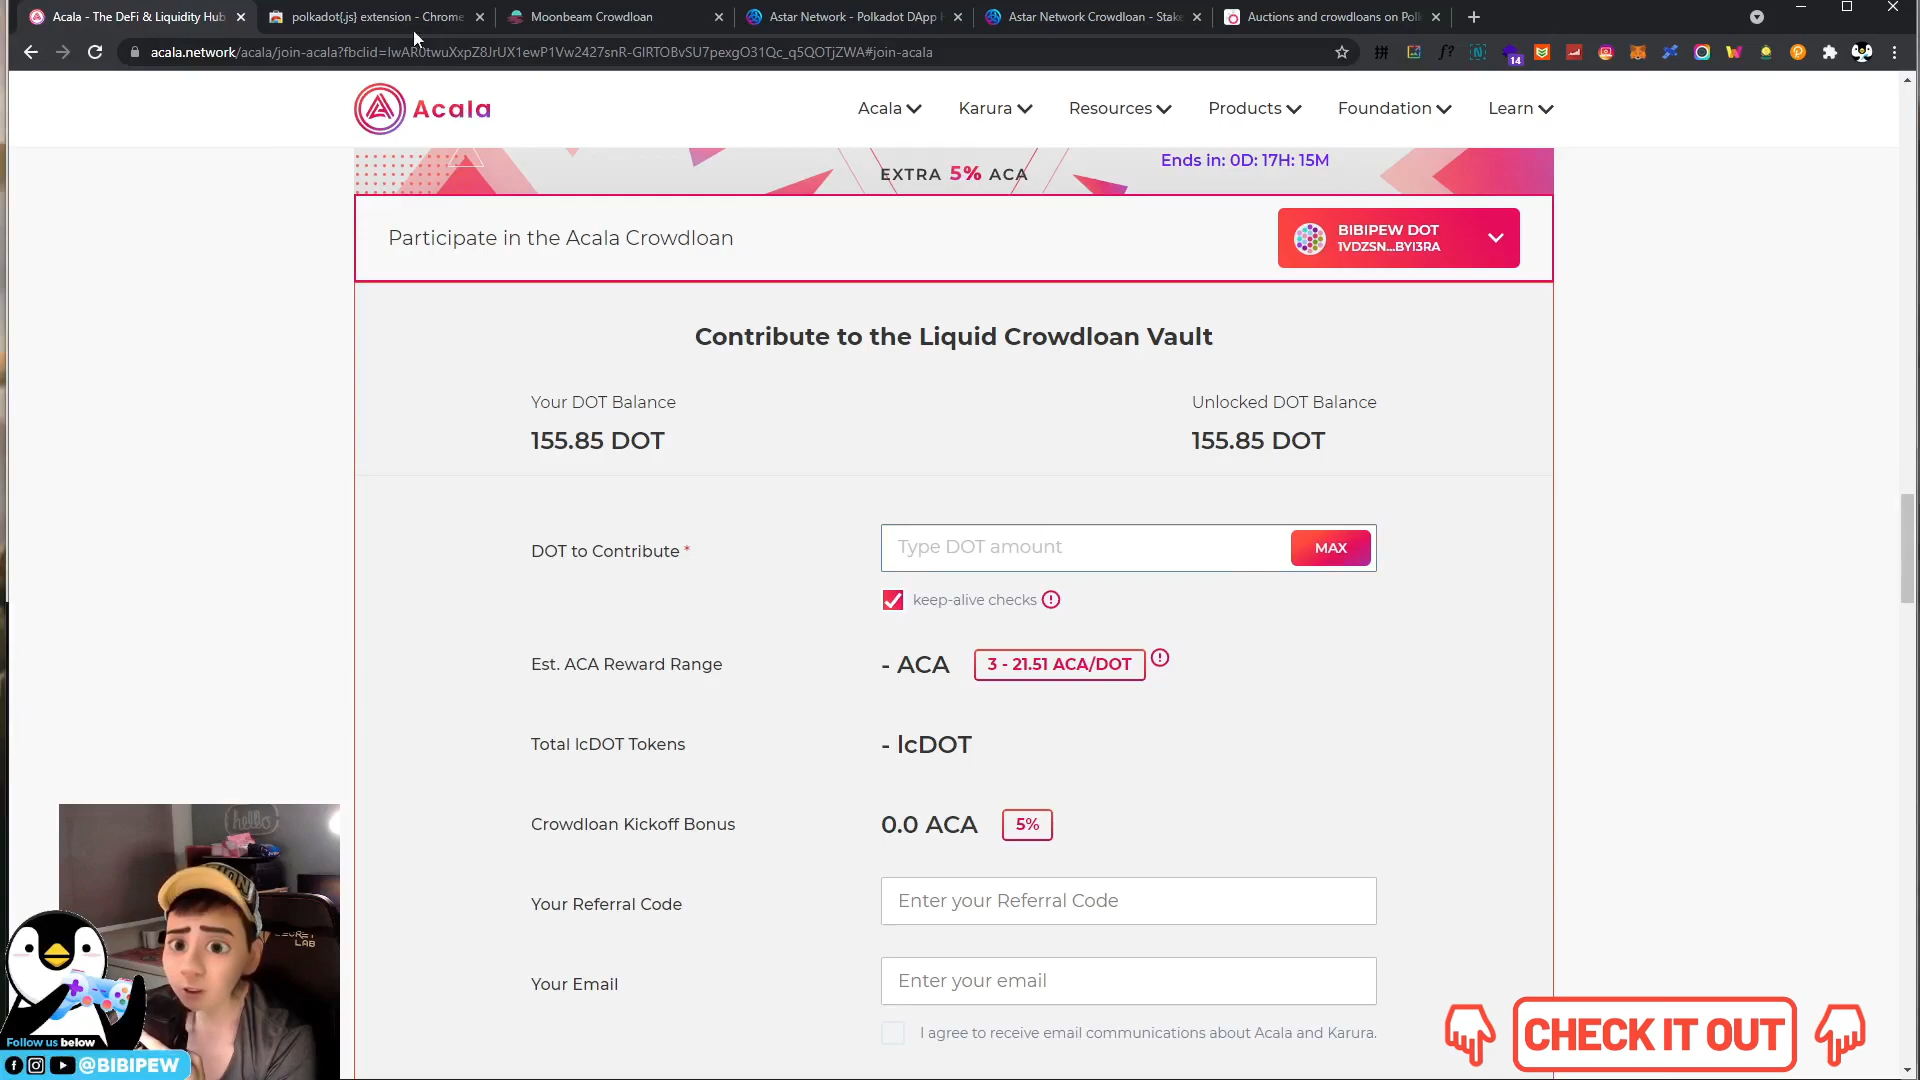 Acala - The DeFi & Liquidity Hub
polkadot{.js} extension - Chrome
Moonbeam Crowdloan
Astar Network - Polkadot DApp
Astar Network Crowdloan - Stake
Auctions and crowdloans on Pol
acala.network/acala/join-acala?fbclid=IwAR0twuXxpZ8JrUX1ewP1Vw2427snR-GIRTOBvSU7pexgO31Qc_q5QOTjZWA#join-acala
14
Acala
Acala
Karura
Resources
Products
Foundation
Learn
EXTRA 5% ACA
Ends in: 0D: 17H: 15M
Participate in the Acala Crowdloan
BIBIPEW DOT
1VDZSN...BYI3RA
Contribute to the Liquid Crowdloan Vault
Your DOT Balance
Unlocked DOT Balance
155.85 DOT
155.85 DOT
DOT to Contribute *
Type DOT amount
MAX
keep-alive checks
Est. ACA Reward Range
- ACA
3 - 21.51 ACA/DOT
Total lcDOT Tokens
- lcDOT
Crowdloan Kickoff Bonus
0.0 ACA
5%
Your Referral Code
Enter your Referral Code
Your Email
Enter your email
I agree to receive email communications about Acala and Karura.
hello
LAB
Follow us below
@BIBIPEW
CHECK IT OUT